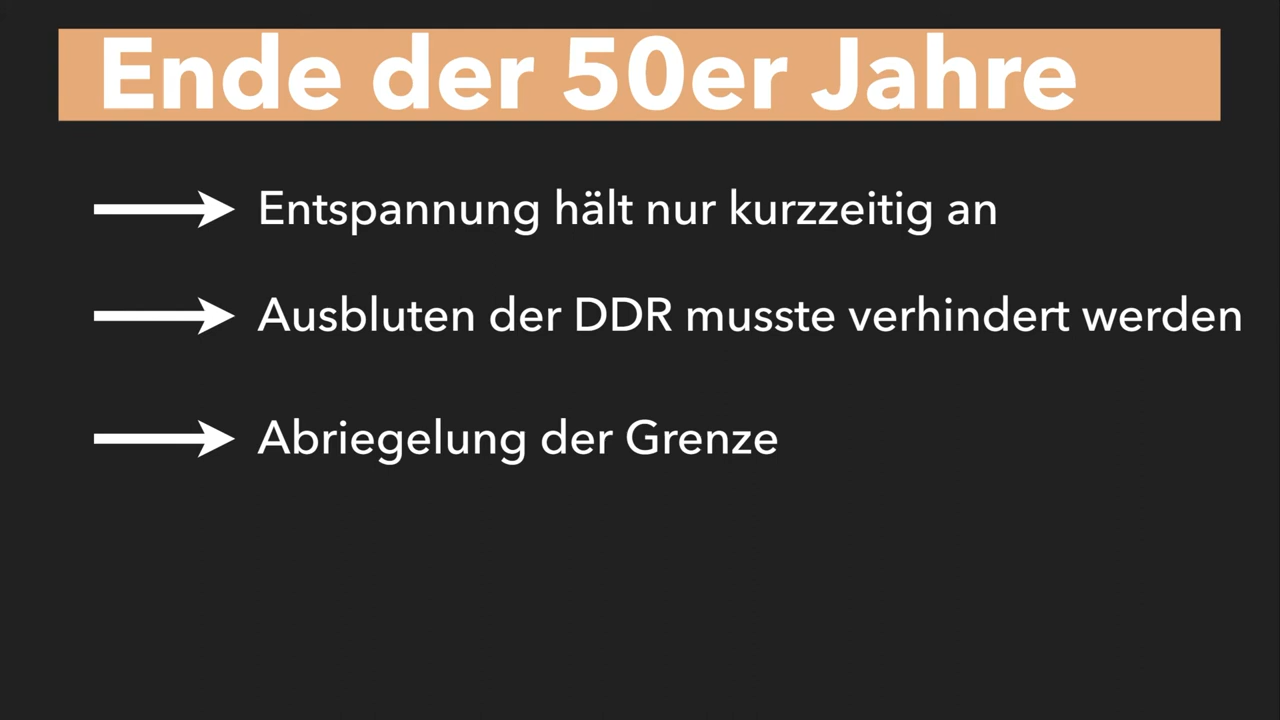 Ende der 50er Jahre
Entspannung hält nur kurzzeitig an
Ausbluten der DDR musste verhindert werden
Abriegelung der Grenze